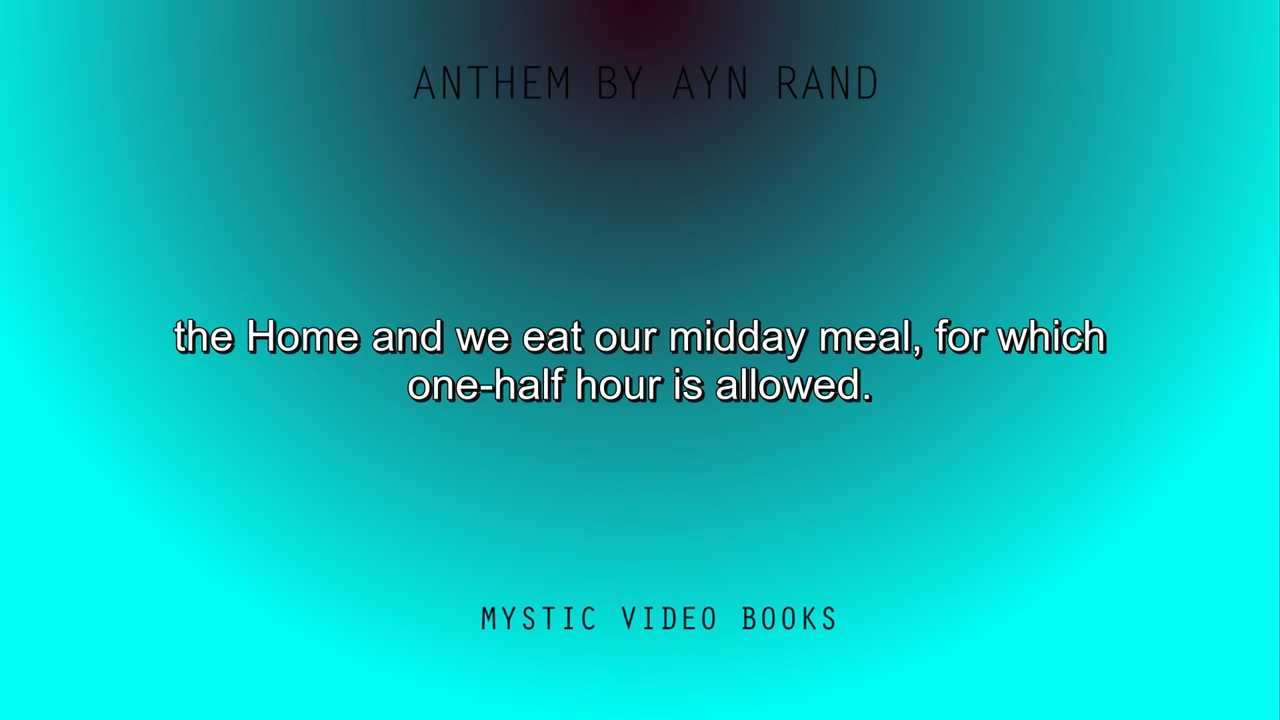 ANTHEM BY AYN RAND
the Home and we eat our midday meal, for which
one-half hour is allowed.
MYSTIC VIDEO BOOKS